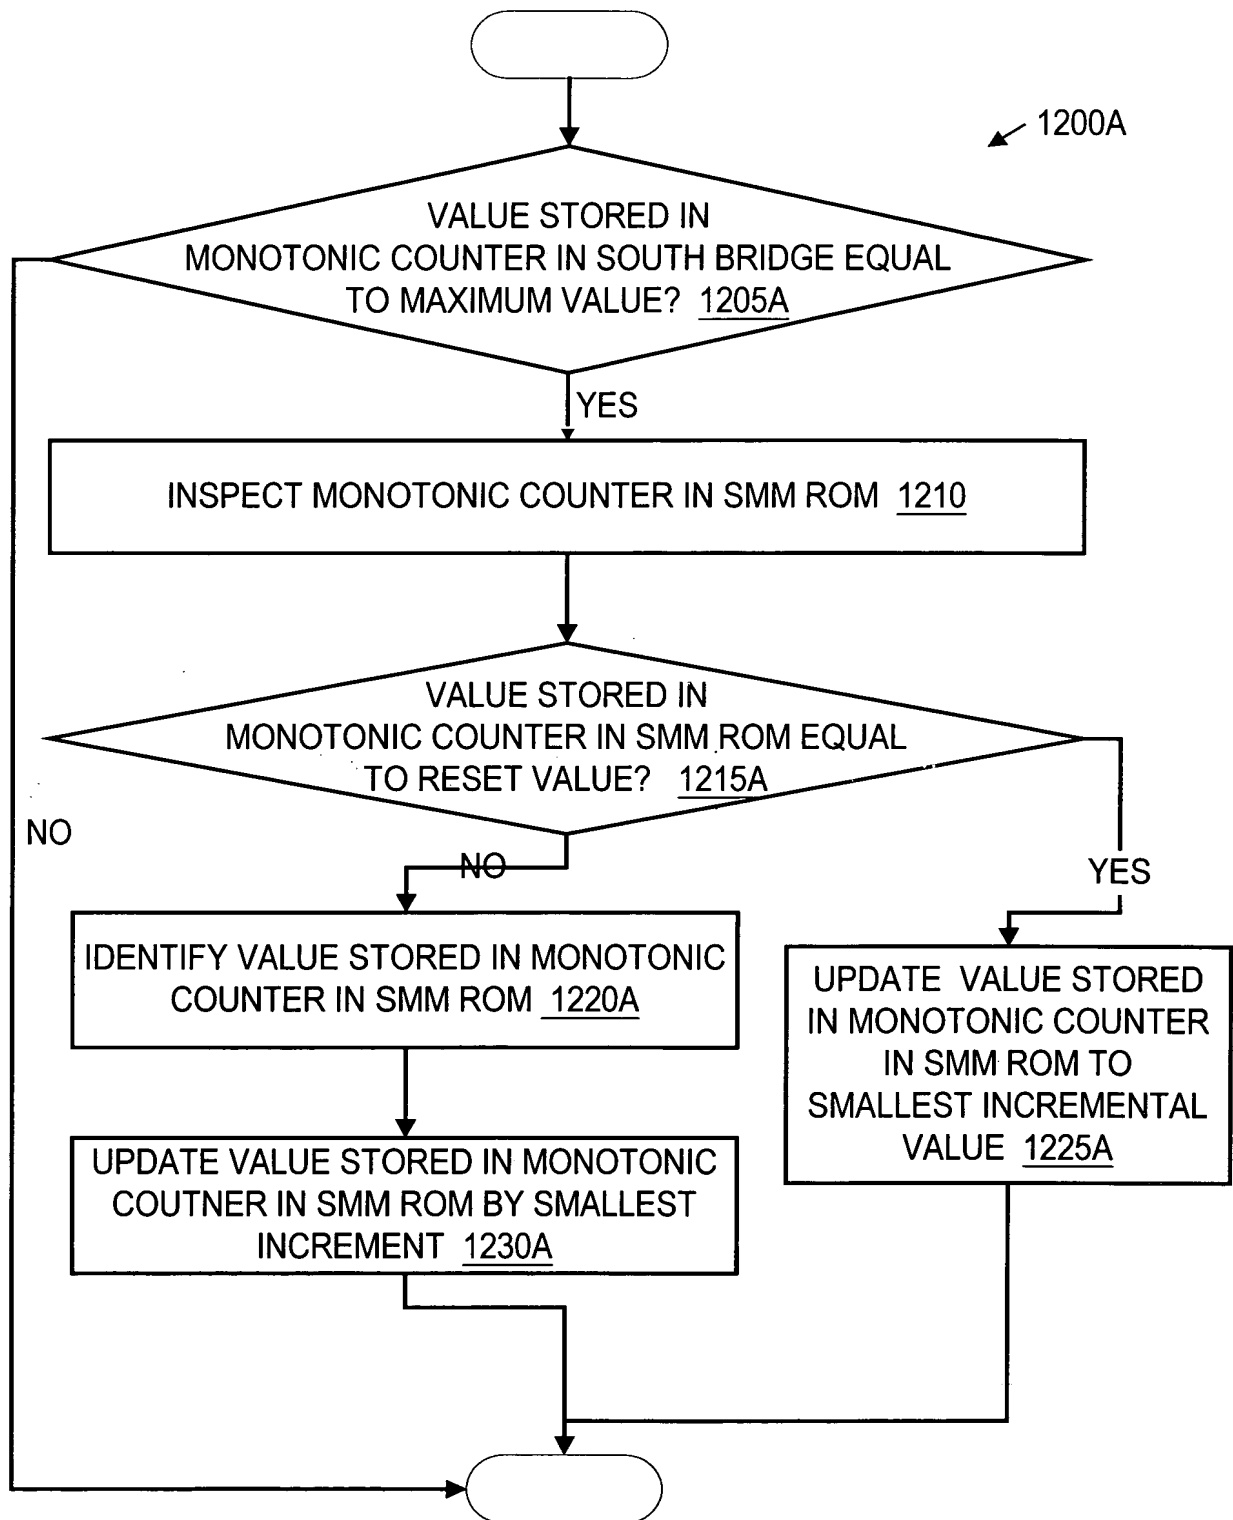 1200A
VALUE STORED IN
MONOTONIC COUNTER IN SOUTH BRIDGE EQUAL
TO MAXIMUM VALUE? 1205A
YES
INSPECT MONOTONIC COUNTER IN SMM ROM 1210
VALUE STORED IN
MONOTONIC COUNTER IN SMM ROM EQUAL
TO RESET VALUE? 1215A
NO
NO
YES
IDENTIFY VALUE STORED IN MONOTONIC
COUNTER IN SMM ROM 1220A
UPDATE VALUE STORED
IN MONOTONIC COUNTER
IN SMM ROM TO
SMALLEST INCREMENTAL
VALUE 1225A
UPDATE VALUE STORED IN MONOTONIC
COUTNER IN SMM ROM BY SMALLEST
INCREMENT 1230A